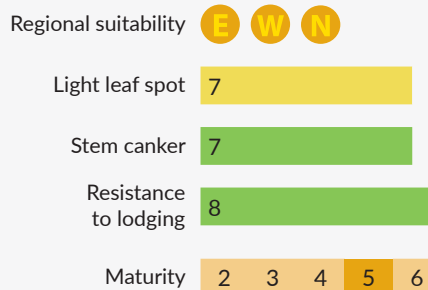 Regional suitability E W N
Light leaf spot 7
Stem canker 7
Resistance
to lodging 8
Maturity 2 3 4 5 6